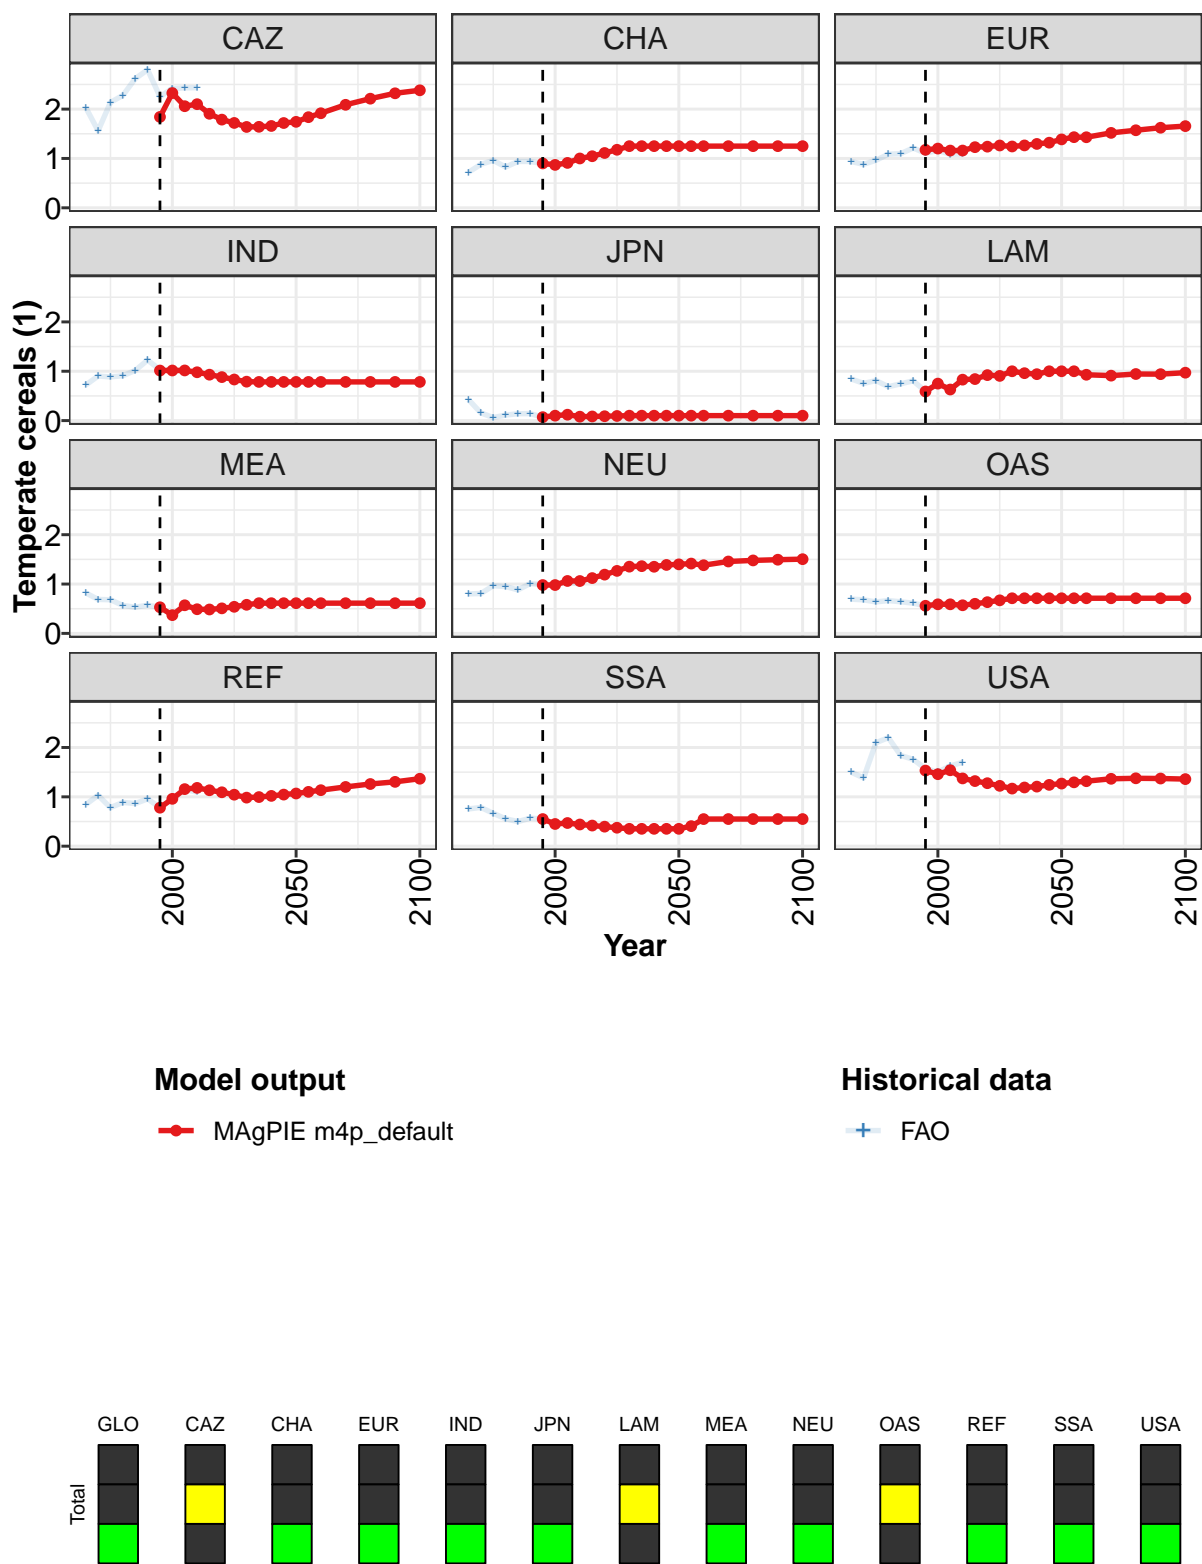 CAZ CHA EUR
2
1
0
IND JPN LAM
2
1
0
MEA NEU OAS
2
1
0
REF SSA USA
2
1
0
Temperate cereals (1)
2000 2050 2100 2000 2050 2100 2000 2050 2100
Year
Model output Historical data
MAgPIE m4p_default FAO
GLO CAZ CHA EUR IND JPN LAM MEA NEU OAS REF SSA USA
Total